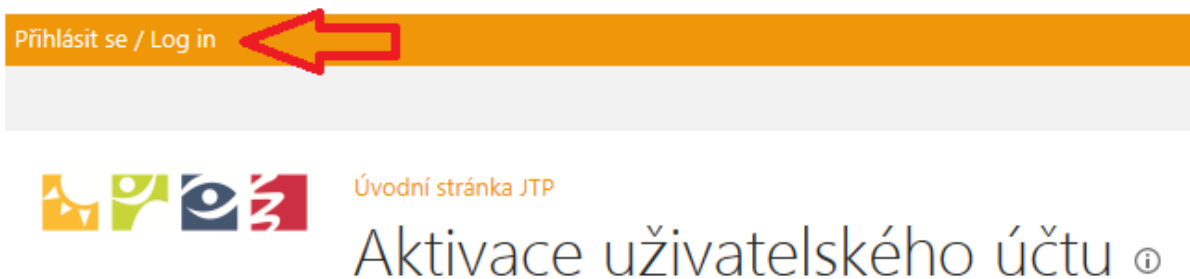 Přihlásit se / Log in
Úvodní stránka JTP
Aktivace uživatelského účtu